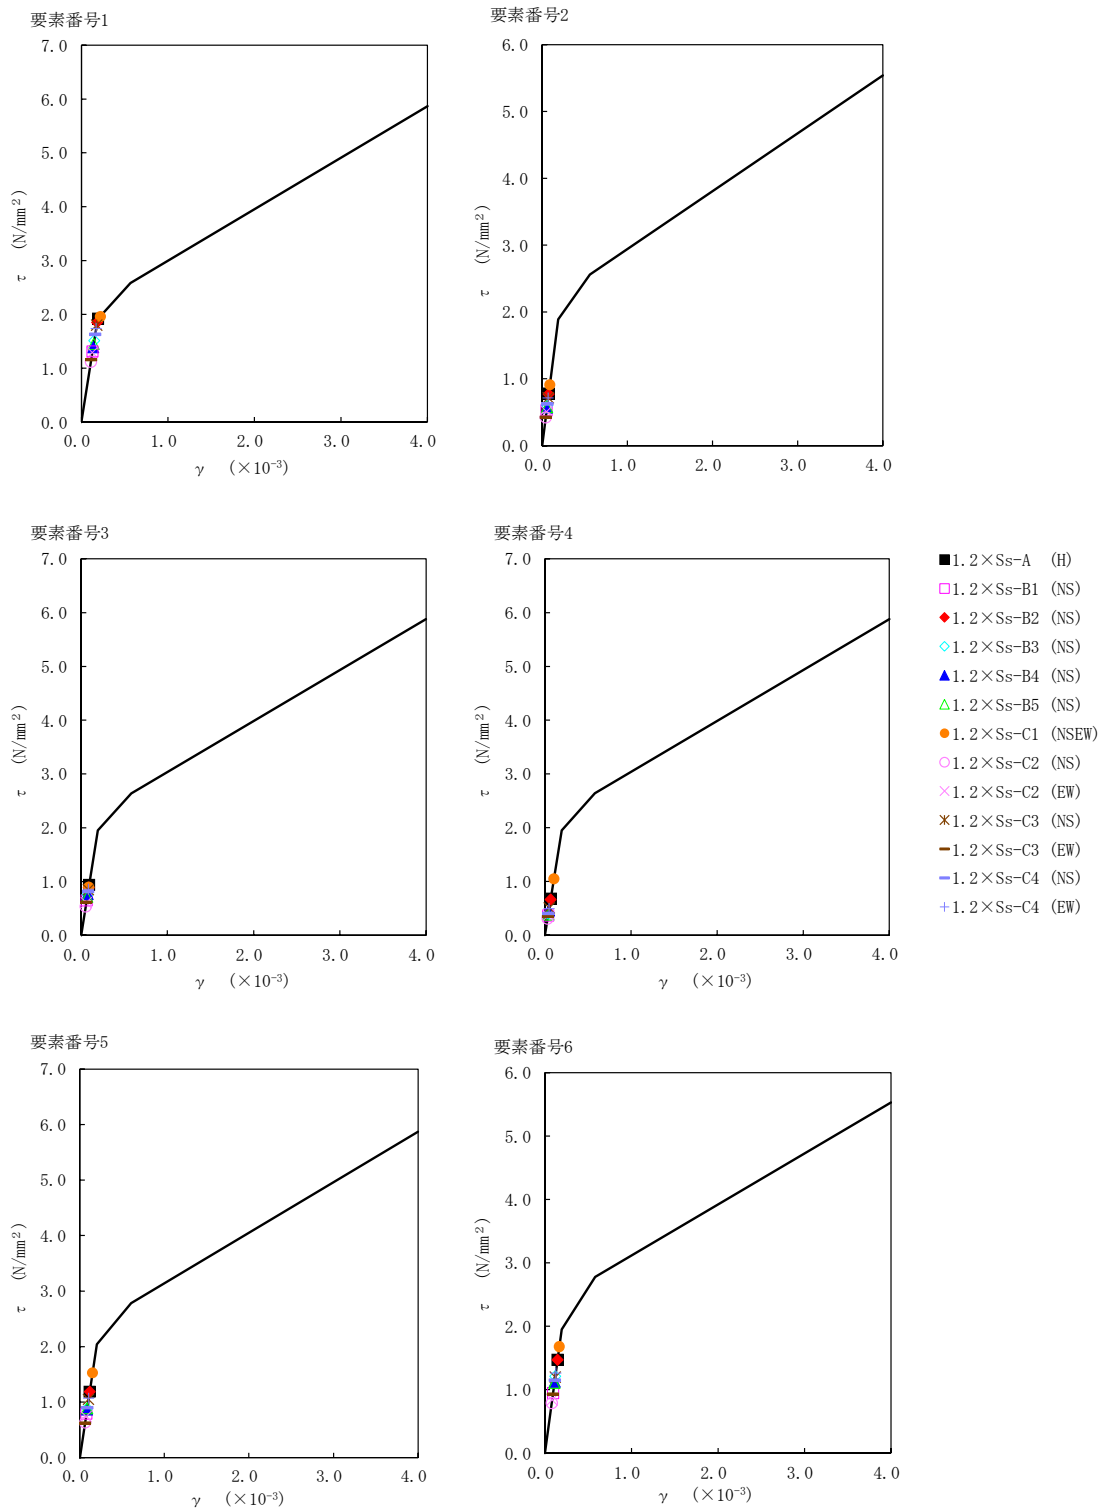 要素番号1
7.0
6.0
5.0
4.0
3.0
2.0
1.0
0.0
τ (N/mm²)
0.0 1.0 2.0 3.0 4.0
γ (×10⁻³)
要素番号2
6.0
5.0
4.0
3.0
2.0
1.0
0.0
τ (N/mm²)
0.0 1.0 2.0 3.0 4.0
要素番号3
7.0
6.0
5.0
4.0
3.0
2.0
1.0
0.0
τ (N/mm²)
0.0 1.0 2.0 3.0 4.0
γ (×10⁻³)
要素番号4
7.0
6.0
5.0
4.0
3.0
2.0
1.0
0.0
τ (N/mm²)
0.0 1.0 2.0 3.0 4.0
γ (×10⁻³)
1.2×Ss-A (H)
1.2×Ss-B1 (NS)
1.2×Ss-B2 (NS)
1.2×Ss-B3 (NS)
1.2×Ss-B4 (NS)
1.2×Ss-B5 (NS)
1.2×Ss-C1 (NSEW)
1.2×Ss-C2 (NS)
1.2×Ss-C2 (EW)
1.2×Ss-C3 (NS)
1.2×Ss-C3 (EW)
1.2×Ss-C4 (NS)
1.2×Ss-C4 (EW)
要素番号5
7.0
6.0
5.0
4.0
3.0
2.0
1.0
0.0
τ (N/mm²)
0.0 1.0 2.0 3.0 4.0
γ (×10⁻³)
要素番号6
6.0
5.0
4.0
3.0
2.0
1.0
0.0
τ (N/mm²)
0.0 1.0 2.0 3.0 4.0
γ (×10⁻³)